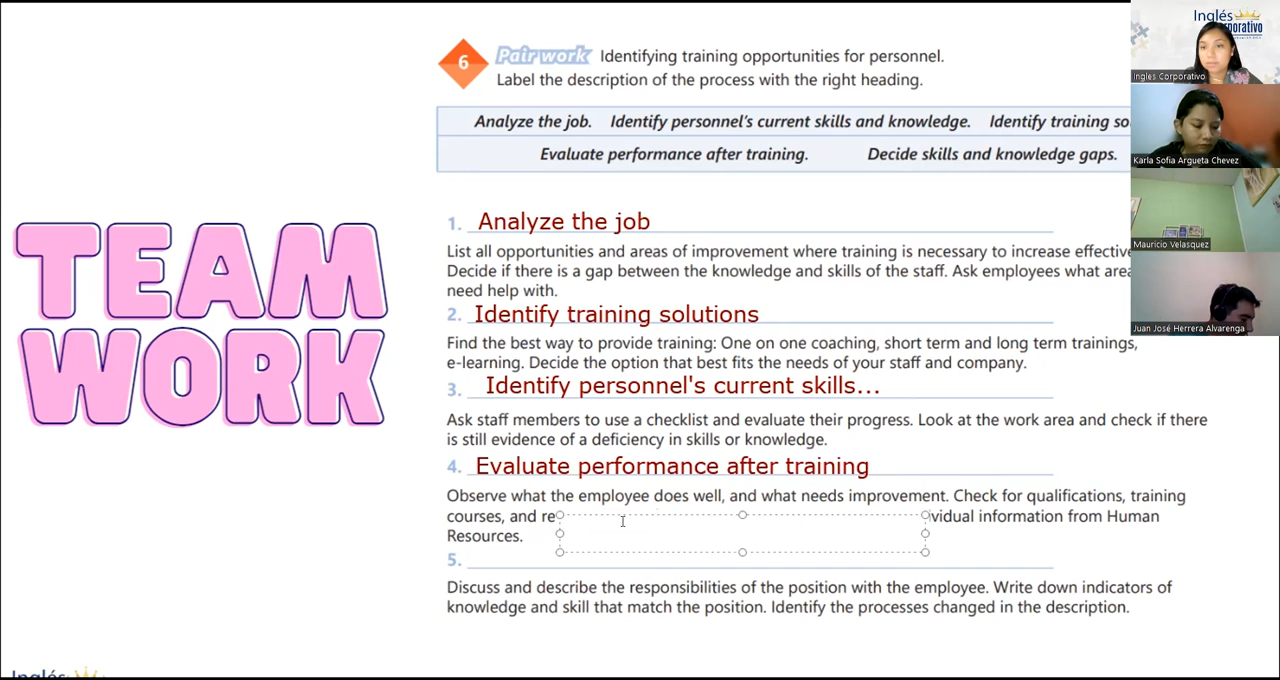 Inglés
orporativo
Ingles Corporativo
Karla Sofia Argueta Chevez
Mauricio Velasquez
Juan José Herrera Alvarenga
TEAM
WORK
6 Pair work Identifying training opportunities for personnel.
Label the description of the process with the right heading.
Analyze the job. Identify personnel's current skills and knowledge. Identify training so
Evaluate performance after training. Decide skills and knowledge gaps.
1. Analyze the job
List all opportunities and areas of improvement where training is necessary to increase effective
Decide if there is a gap between the knowledge and skills of the staff. Ask employees what area
need help with.
2. Identify training solutions
Find the best way to provide training: One on one coaching, short term and long term trainings,
e-learning. Decide the option that best fits the needs of your staff and company.
3. Identify personnel's current skills...
Ask staff members to use a checklist and evaluate their progress. Look at the work area and check if there
is still evidence of a deficiency in skills or knowledge.
4. Evaluate performance after training
Observe what the employee does well, and what needs improvement. Check for qualifications, training
courses, and re vidual information from Human
Resources.
5.
Discuss and describe the responsibilities of the position with the employee. Write down indicators of
knowledge and skill that match the position. Identify the processes changed in the description.
Inglés